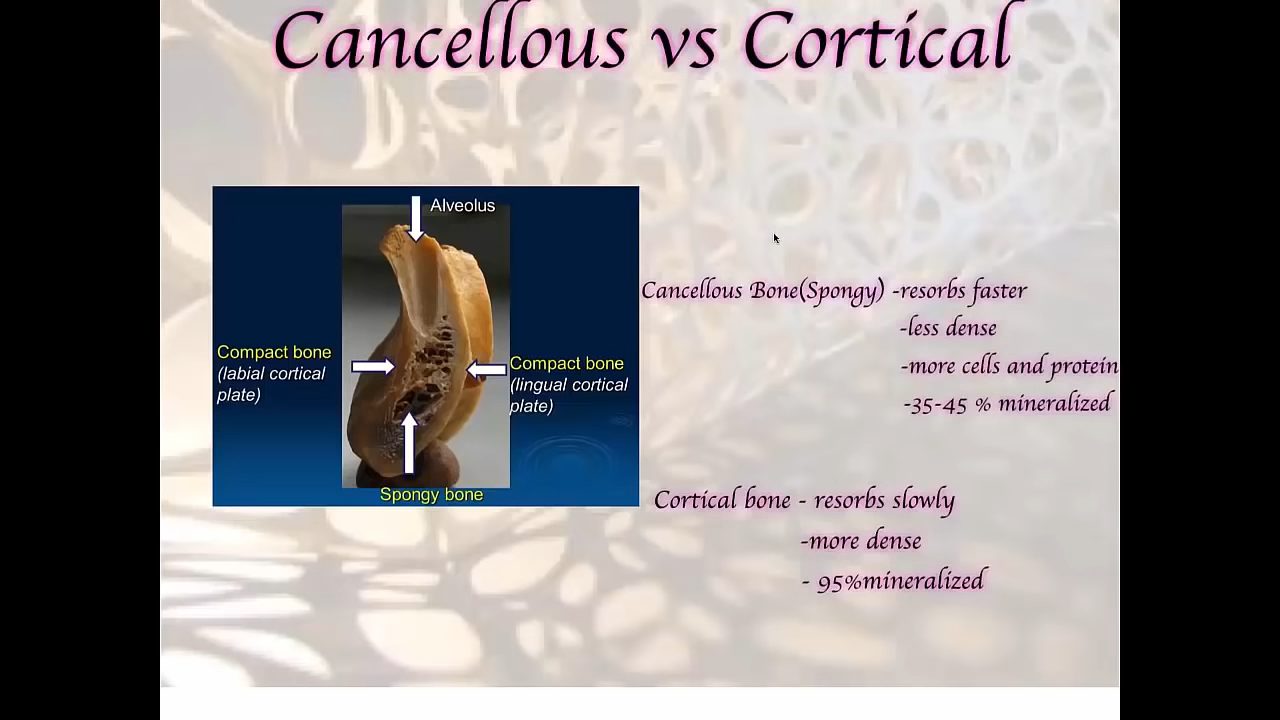 Cancellous vs Cortical
Alveolus
Compact bone
(labial cortical
plate)
Compact bone
(lingual cortical
plate)
Spongy bone
Cancellous Bone(Spongy) -resorbs faster
-less dense
-more cells and protein
-35-45 % mineralized
Cortical bone - resorbs slowly
-more dense
- 95%mineralized